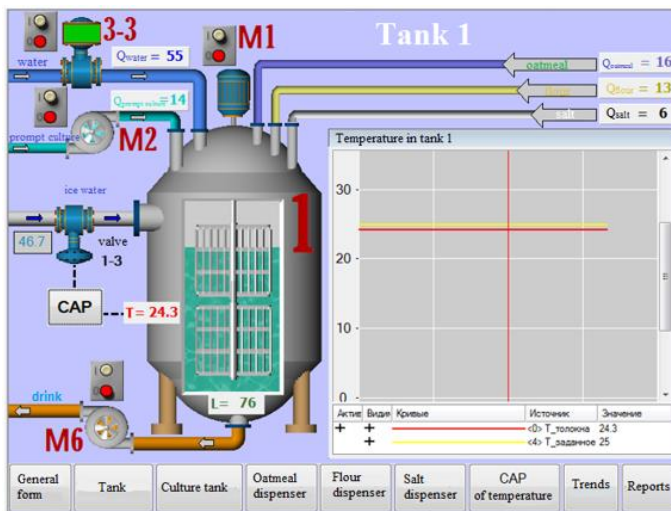 3-3
I
O
M1
Tank 1
water
Qwater = 55
oatmeal
Qoatmeal = 16
flour
Qflour = 13
salt
Qsalt = 6
Qprompt culture =14
prompt culture
M2
Temperature in tank 1
ice water
46.7
valve
1-3
CAP
T= 24.3
1
30
20
10
0
L= 76
drink
M6
Актив Види Кривые Источник Значение
+ + <0> Т_толокна 24.3
+ <4> Т_заданное 25
General form
Tank
Culture tank
Oatmeal dispenser
Flour dispenser
Salt dispenser
CAP of temperature
Trends
Reports